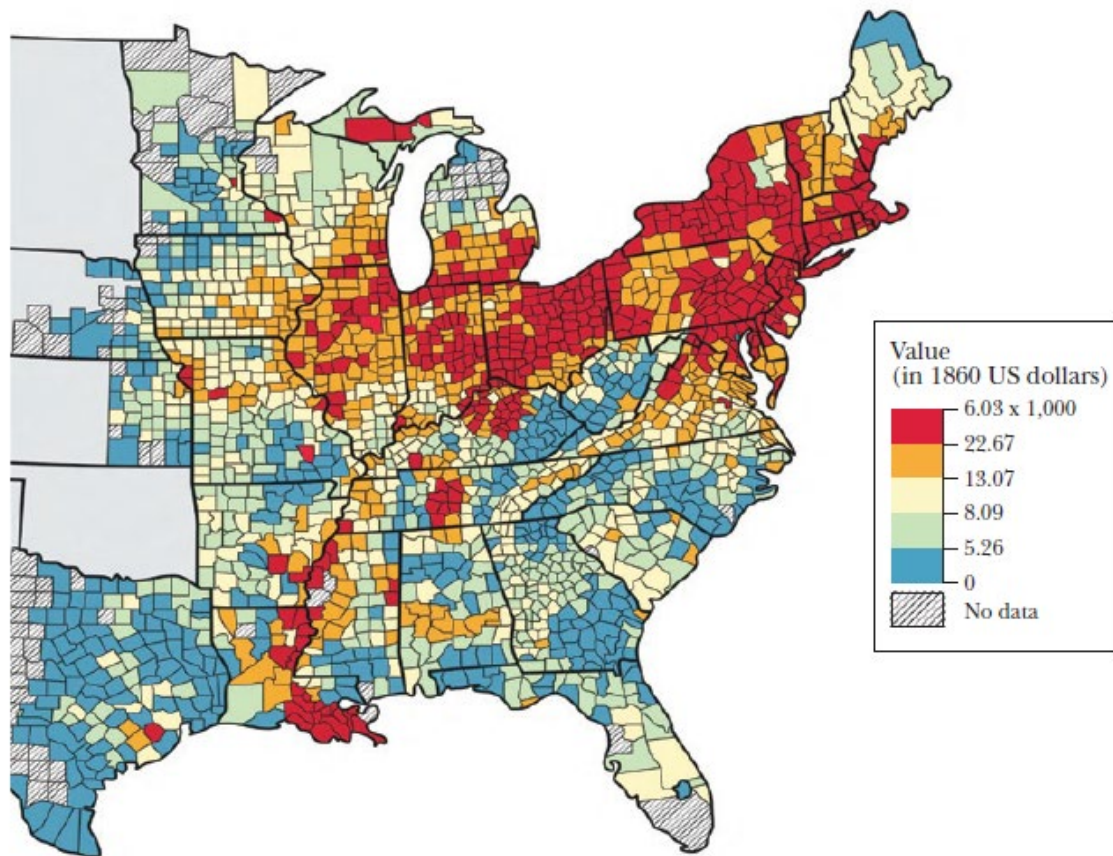 Value
(in 1860 US dollars)
6.03 x 1,000
22.67
13.07
8.09
5.26
0
No data